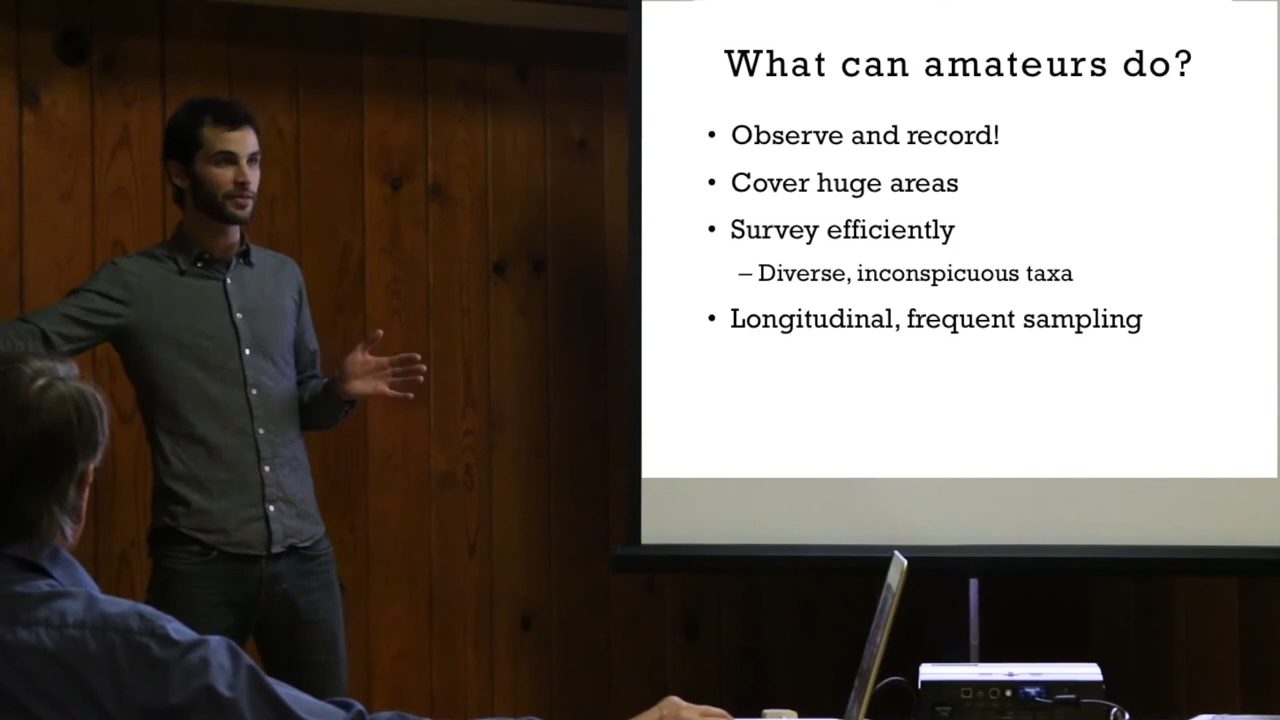 What can amateurs do?
• Observe and record!
• Cover huge areas
• Survey efficiently
– Diverse, inconspicuous taxa
• Longitudinal, frequent sampling